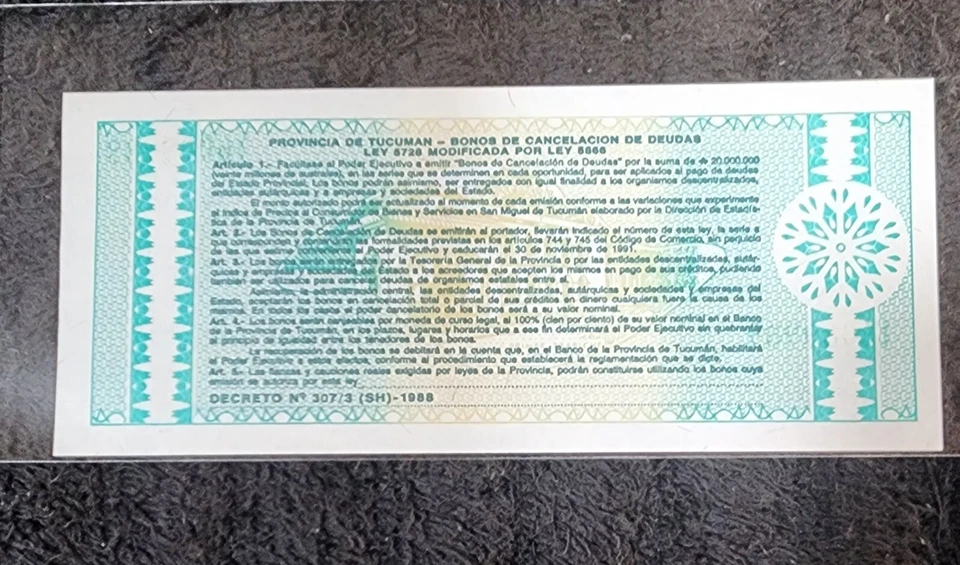 PROVINCIA DE TUCUMAN – BONOS DE CANCELACION DE DEUDAS
LEY 5728 MODIFICADA POR LEY 5868
Artículo 1.- Facúltase al Poder Ejecutivo a emitir "Bonos de Cancelación de Deudas" por la suma de ₳ 20.000.000
(veinte millones de australes), en las series que se determinen en cada oportunidad, para ser aplicados al pago de deudas
del Estado Provincial. Los bonos podrán asimismo, ser entregados con igual finalidad a los organismos descentralizados,
entidades autárquicas y a empresas y sociedades del Estado.
El monto autorizado podrá actualizado al momento de cada emisión conforme a las variaciones que experimente
el Indice de Precios al Consumidor Bienes y Servicios en San Miguel de Tucumán elaborado por la Dirección de Estadís-
tica de la Provincia de Tucumán.
Art. 2.- Los Bonos de Deudas se emitirán al portador, llevarán indicado el número de esta ley, la serie a
que correspondan y las formalidades previstas en los artículos 744 y 745 del Código de Comercio, sin perjuicio
de las que el Poder Ejecutivo y caducarán el 30 de noviembre de 1991.
Art. 3.- Los bonos por la Tesorería General de la Provincia o por las entidades descentralizadas, autár-
quicas y empresas Estado a los acreedores que acepten los mismos en pago de sus créditos, pudiendo
también ser utilizados para cancelar deudas de organismos estatales entre sí.
Asimismo, la administración central, las entidades descentralizadas, autárquicas y sociedades y empresas del
Estado, aceptarán los bonos en cancelación total o parcial de sus créditos en dinero cualquiera fuere la causa de los
mismos. En todos los casos el poder cancelatorio de los bonos será a su valor nominal.
Art. 4.- Los bonos serán canjeables por moneda de curso legal, al 100% (cien por ciento) de su valor nominal en el Banco
de la Provincia de Tucumán, en los plazos, lugares y horarios que a ese fin determinará el Poder Ejecutivo sin quebrantar
el principio de igualdad entre los tenedores de los bonos.
La recuperación de los bonos se debitará en la cuenta que, en el Banco de la Provincia de Tucumán, habilitará
el Poder Ejecutivo a estos efectos, conforme al procedimiento que establecerá la reglamentación que se dicte.
Art. 5.- Las fianzas y cauciones reales exigidas por leyes de la Provincia, podrán constituirse utilizando los bonos cuya
emisión se autoriza por esta ley
DECRETO Nº 307/3 (SH)-1988